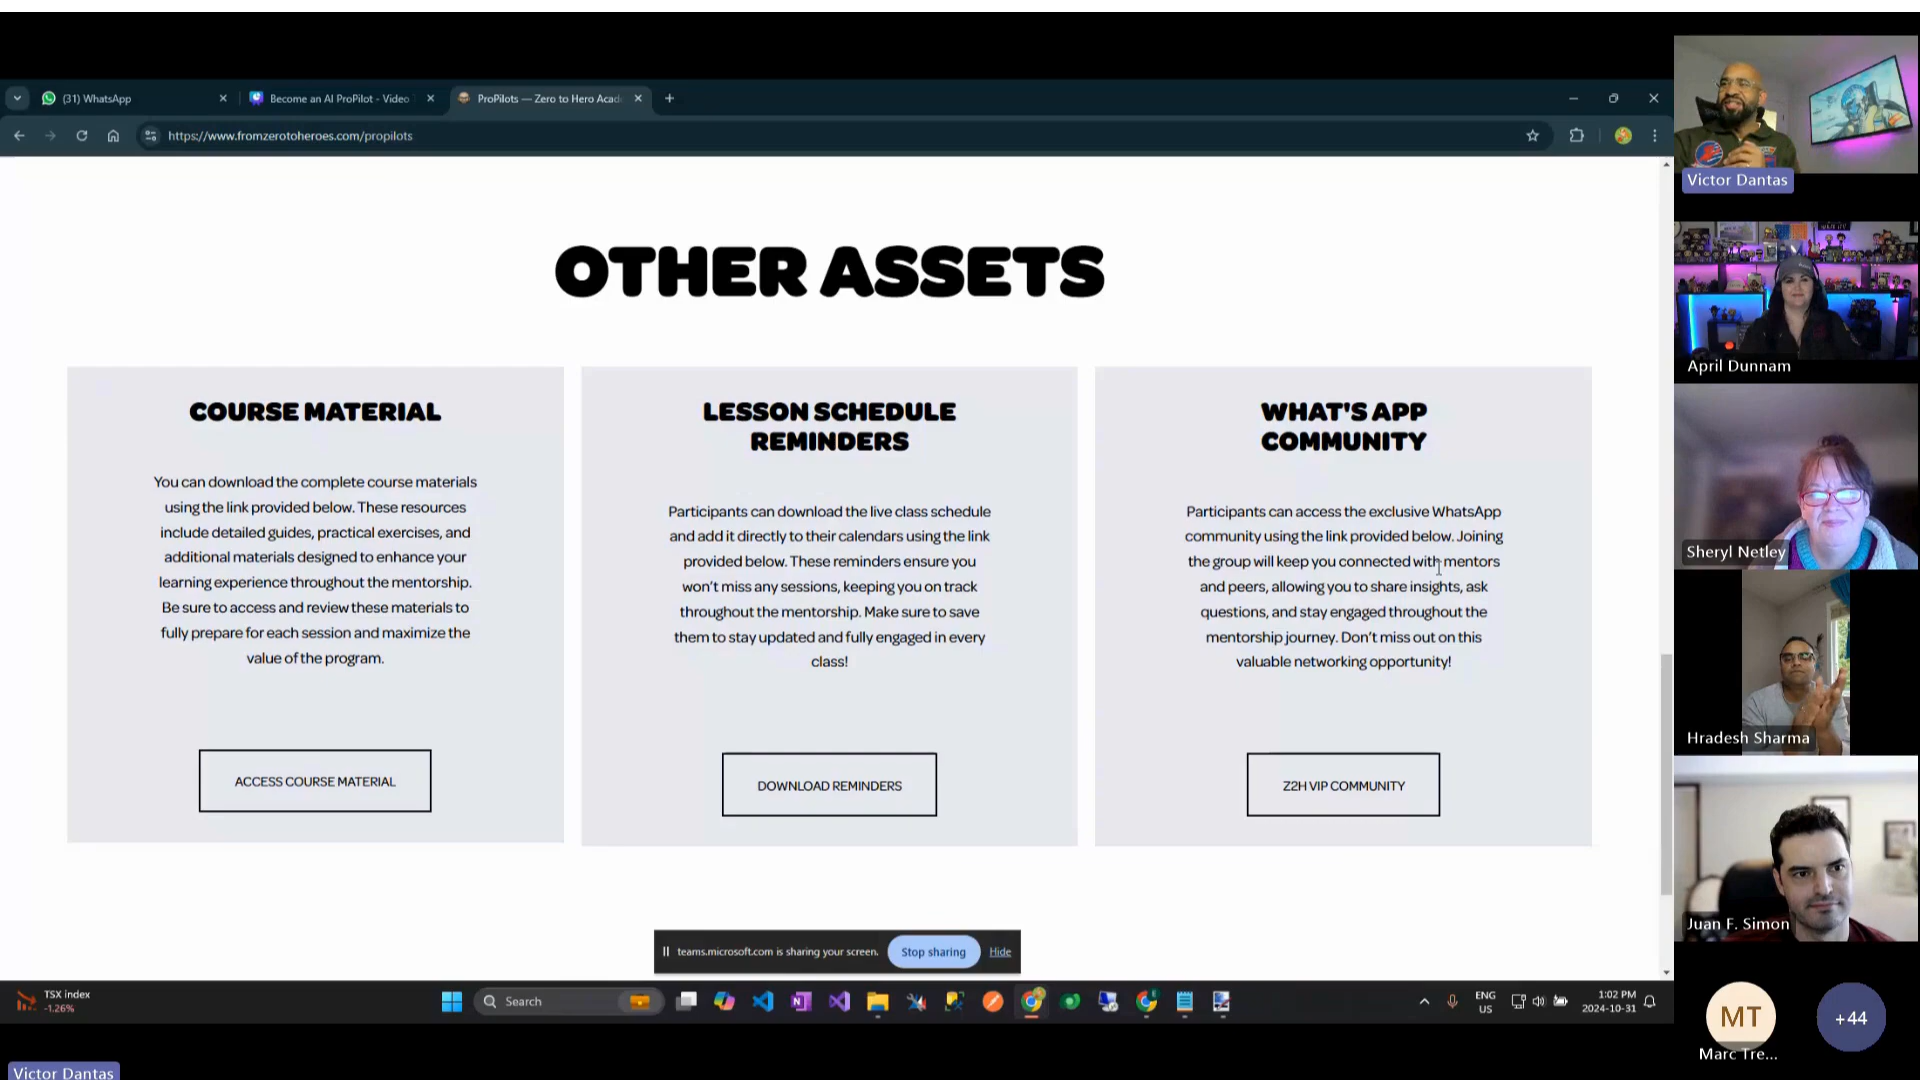 (31) WhatsApp
Become an AI ProPilot - Video
ProPilots — Zero to Hero Acad
https://www.fromzerotoheroes.com/propilots
OTHER ASSETS
COURSE MATERIAL
You can download the complete course materials
using the link provided below. These resources
include detailed guides, practical exercises, and
additional materials designed to enhance your
learning experience throughout the mentorship.
Be sure to access and review these materials to
fully prepare for each session and maximize the
value of the program.
ACCESS COURSE MATERIAL
LESSON SCHEDULE
REMINDERS
Participants can download the live class schedule
and add it directly to their calendars using the link
provided below. These reminders ensure you
won't miss any sessions, keeping you on track
throughout the mentorship. Make sure to save
them to stay updated and fully engaged in every
class!
DOWNLOAD REMINDERS
WHAT'S APP
COMMUNITY
Participants can access the exclusive WhatsApp
community using the link provided below. Joining
the group will keep you connected with mentors
and peers, allowing you to share insights, ask
questions, and stay engaged throughout the
mentorship journey. Don't miss out on this
valuable networking opportunity!
Z2H VIP COMMUNITY
teams.microsoft.com is sharing your screen.
Stop sharing
Hide
TSX index
-1.26%
Search
ENG
US
1:02 PM
2024-10-31
Victor Dantas
April Dunnam
Sheryl Netley
Hradesh Sharma
Juan F. Simon
MT
Marc Tre...
+44
Victor Dantas